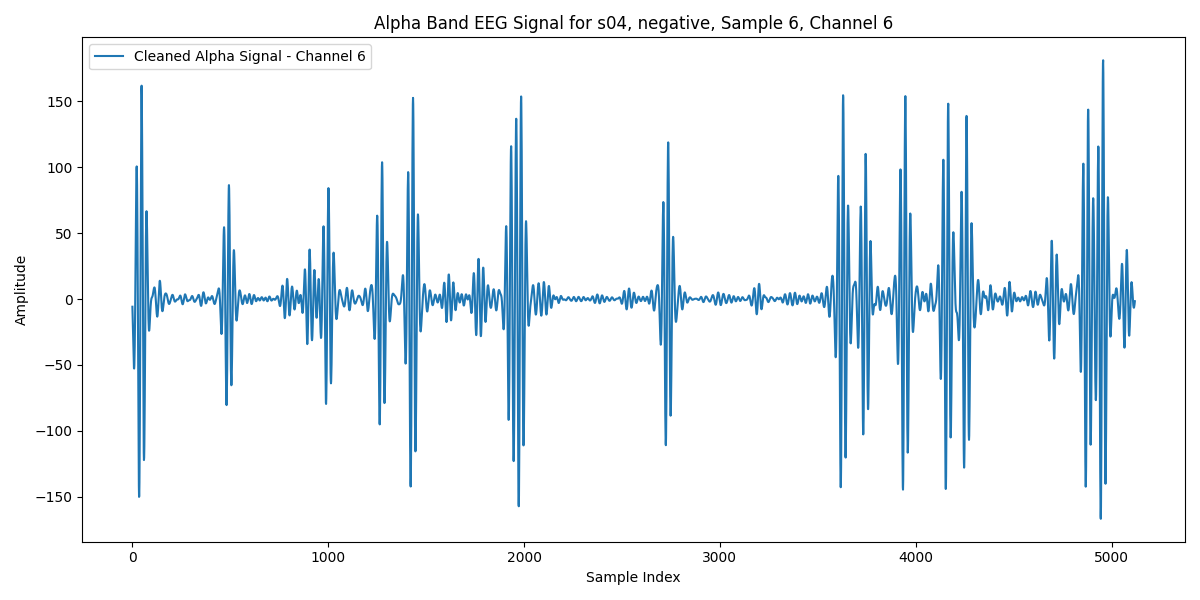 Alpha Band EEG Signal for s04, negative, Sample 6, Channel 6
Cleaned Alpha Signal - Channel 6
Amplitude
150
100
50
0
−50
−100
−150
0 1000 2000 3000 4000 5000
Sample Index